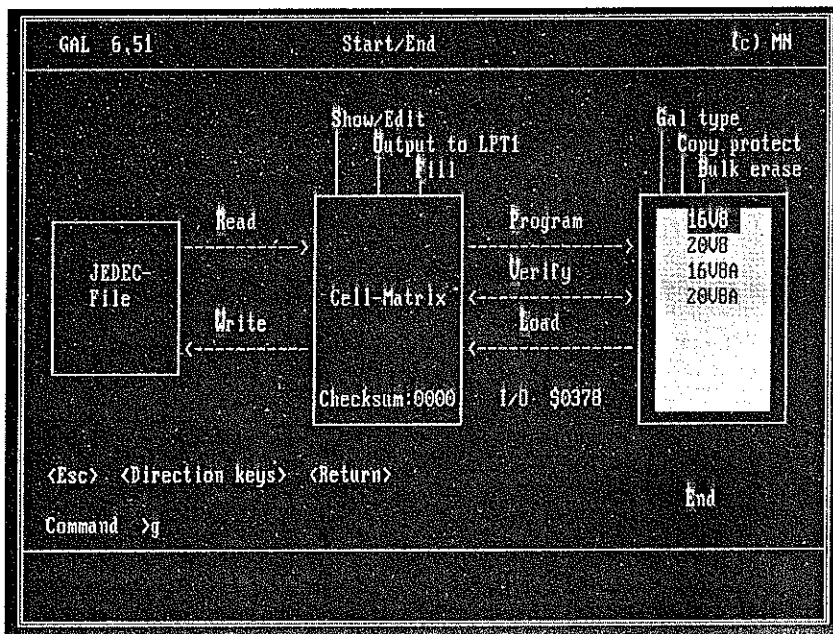 GAL 6,51 Start/End (c) MN
Show/Edit Gal type
Output to LPT1 Copy protect
Fill Bulk erase
Read Program 16V8
20V8
JEDEC- Verify 16V8A
File Cell-Matrix 20V8A
Write Load
Checksum:0000 I/O $0378
<Esc> <Direction keys> <Return>
End
Command >g